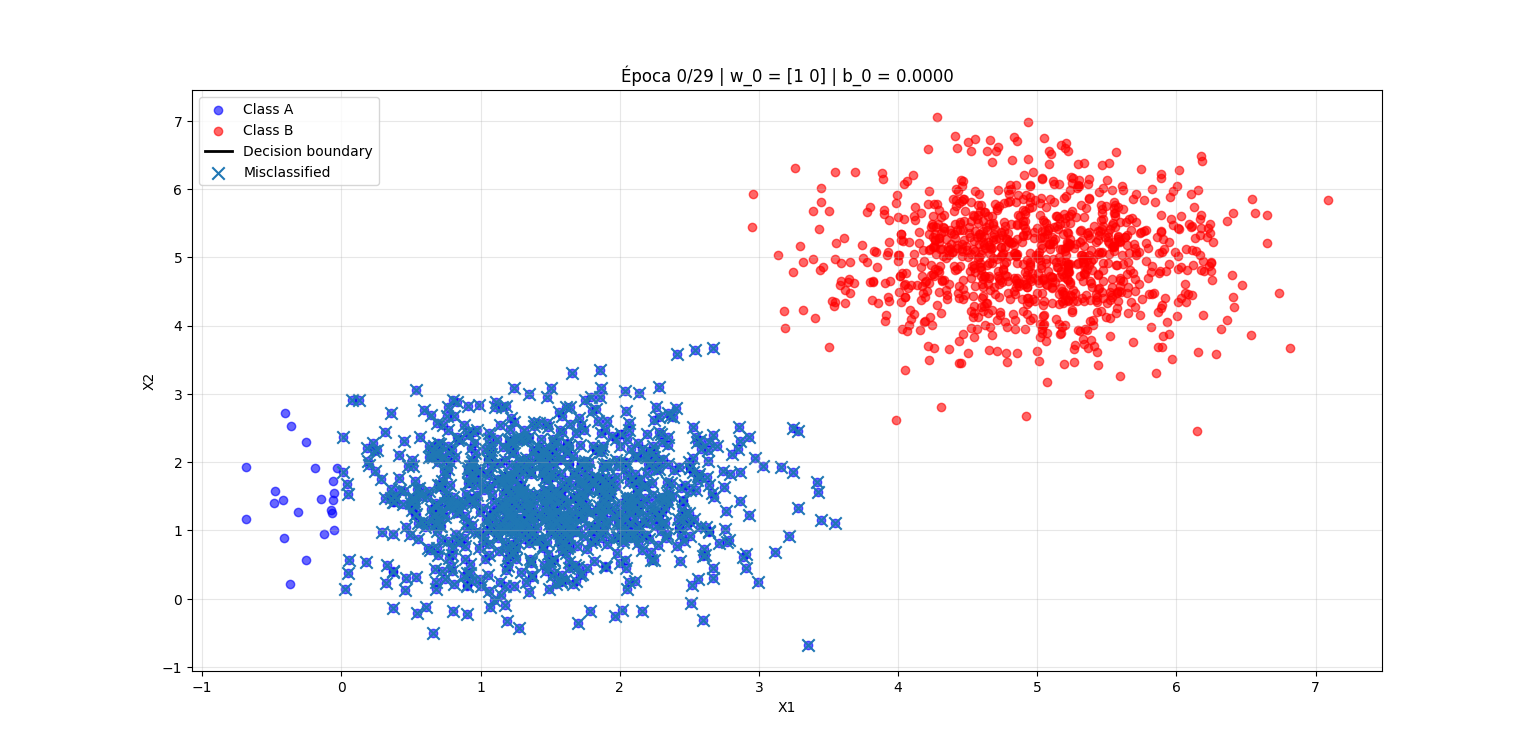 Época 0/29 | w_0 = [1 0] | b_0 = 0.0000
Class A
Class B
Decision boundary
Misclassified
7
6
5
4
3
2
1
0
−1
X2
−1 0 1 2 3 4 5 6 7
X1